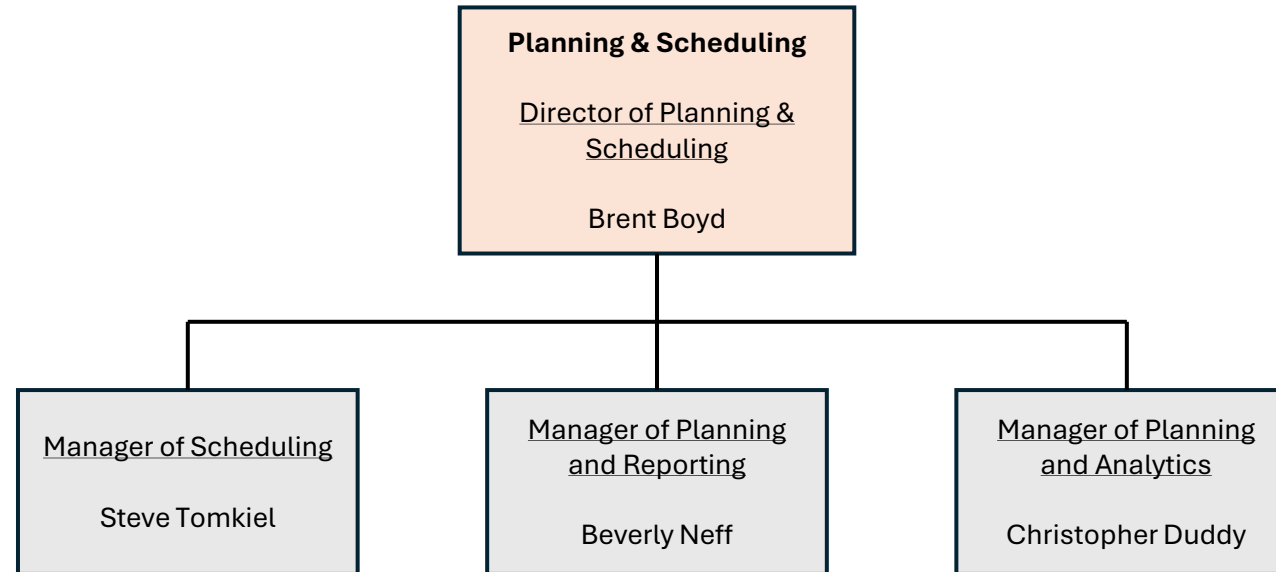 Planning & Scheduling
Director of Planning &
Scheduling
Brent Boyd
Manager of Scheduling
Steve Tomkiel
Manager of Planning
and Reporting
Beverly Neff
Manager of Planning
and Analytics
Christopher Duddy